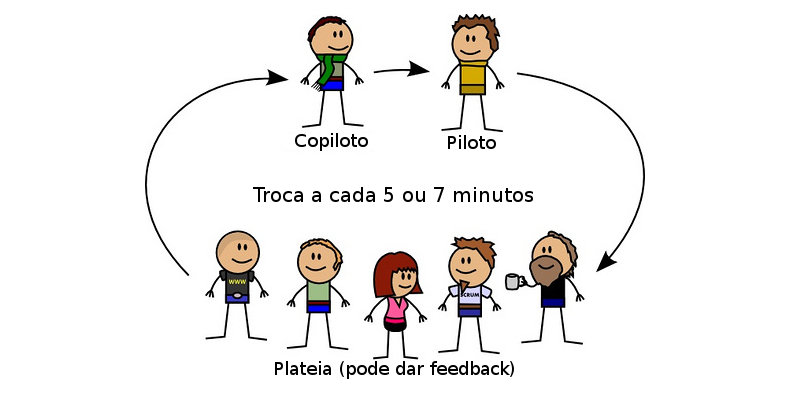 Copiloto
Piloto
Troca a cada 5 ou 7 minutos
WWW
SCRUM
Plateia (pode dar feedback)